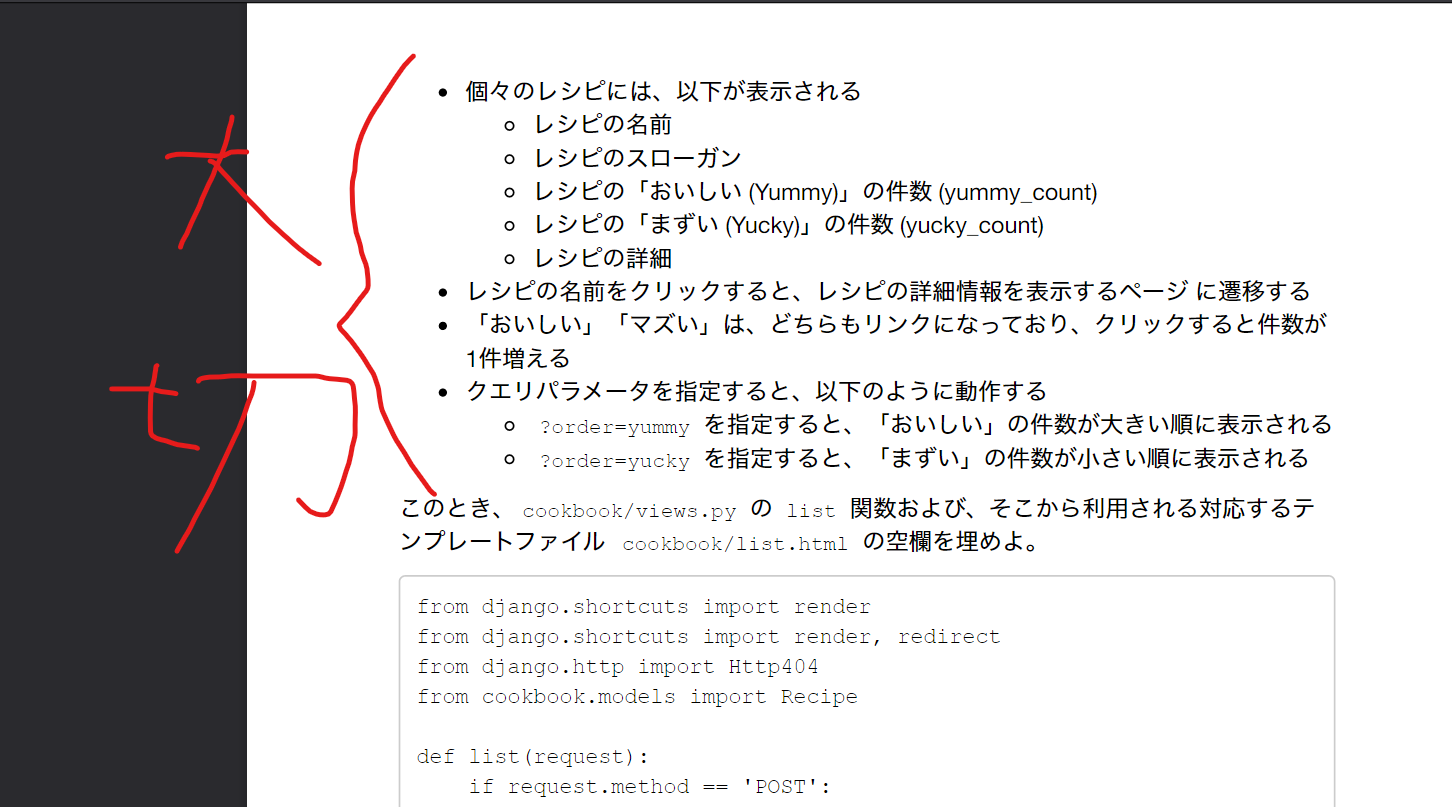 大切
• 個々のレシピには、以下が表示される
◦ レシピの名前
◦ レシピのスローガン
◦ レシピの「おいしい (Yummy)」の件数 (yummy_count)
◦ レシピの「まずい (Yucky)」の件数 (yucky_count)
◦ レシピの詳細
• レシピの名前をクリックすると、レシピの詳細情報を表示するページ に遷移する
• 「おいしい」「マズい」は、どちらもリンクになっており、クリックすると件数が
1件増える
• クエリパラメータを指定すると、以下のように動作する
◦ ?order=yummy を指定すると、「おいしい」の件数が大きい順に表示される
◦ ?order=yucky を指定すると、「まずい」の件数が小さい順に表示される
このとき、 cookbook/views.py の list 関数および、そこから利用される対応するテ
ンプレートファイル cookbook/list.html の空欄を埋めよ。
from django.shortcuts import render
from django.shortcuts import render, redirect
from django.http import Http404
from cookbook.models import Recipe
def list(request):
    if request.method == 'POST':